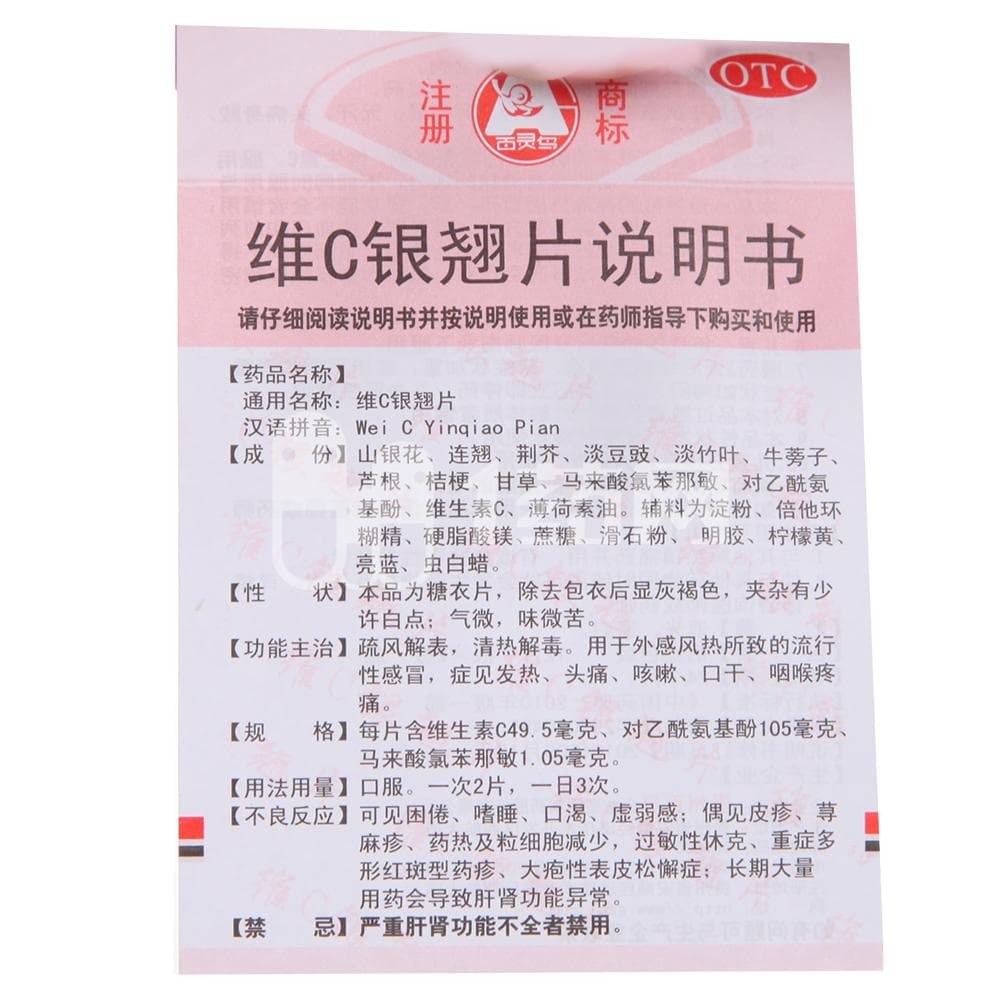 注册
商标
百灵鸟
OTC
维C银翘片说明书
请仔细阅读说明书并按说明使用或在药师指导下购买和使用
【药品名称】
通用名称：维C银翘片
汉语拼音：Wei C Yinqiao Pian
【成 份】山银花、连翘、荆芥、淡豆豉、淡竹叶、牛蒡子、
芦根、桔梗、甘草、马来酸氯苯那敏、对乙酰氨
基酚、维生素C、薄荷素油。辅料为淀粉、倍他环
糊精、硬脂酸镁、蔗糖、滑石粉、明胶、柠檬黄、
亮蓝、虫白蜡。
【性 状】本品为糖衣片，除去包衣后显灰褐色，夹杂有少
许白点；气微，味微苦。
【功能主治】疏风解表，清热解毒。用于外感风热所致的流行
性感冒，症见发热、头痛、咳嗽、口干、咽喉疼
痛。
【规 格】每片含维生素C49.5毫克、对乙酰氨基酚105毫克、
马来酸氯苯那敏1.05毫克。
【用法用量】口服。一次2片，一日3次。
【不良反应】可见困倦、嗜睡、口渴、虚弱感；偶见皮疹、荨
麻疹、药热及粒细胞减少，过敏性休克、重症多
形红斑型药疹、大疱性表皮松懈症；长期大量
用药会导致肝肾功能异常。
【禁 忌】严重肝肾功能不全者禁用。